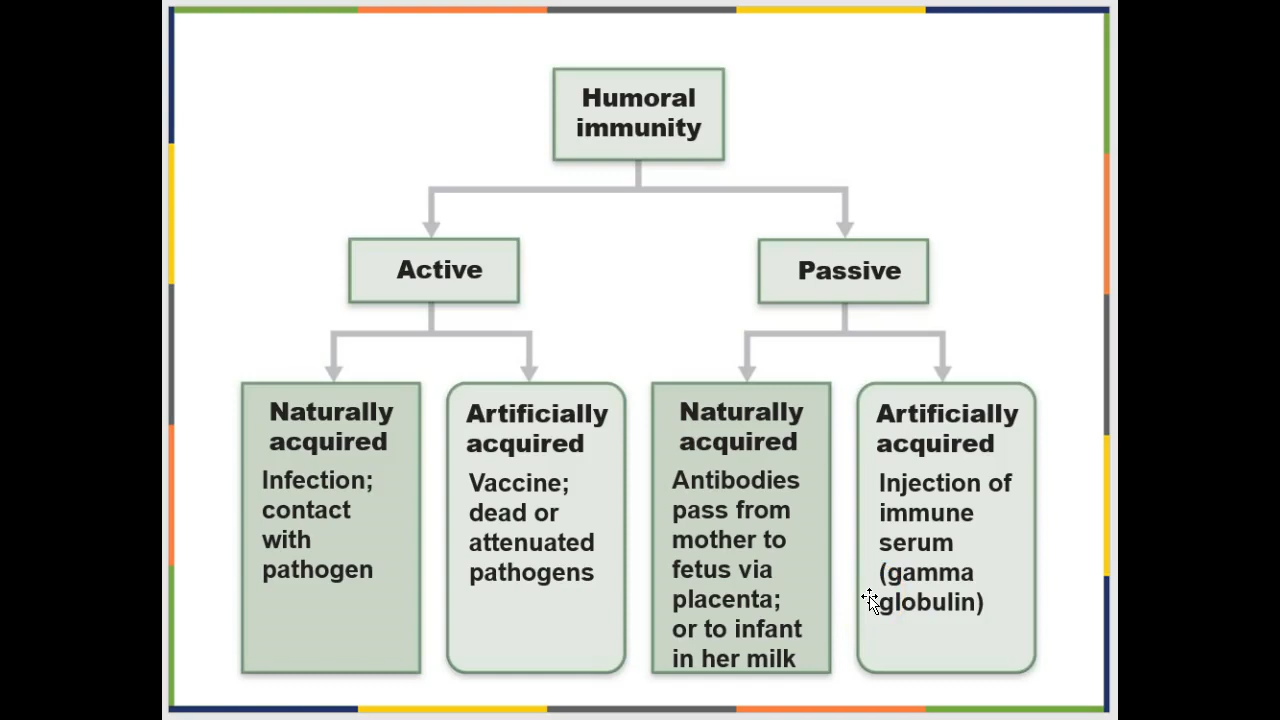 Humoral
immunity
Active
Passive
Naturally
acquired
Infection;
contact
with
pathogen
Artificially
acquired
Vaccine;
dead or
attenuated
pathogens
Naturally
acquired
Antibodies
pass from
mother to
fetus via
placenta;
or to infant
in her milk
Artificially
acquired
Injection of
immune
serum
(gamma
globulin)